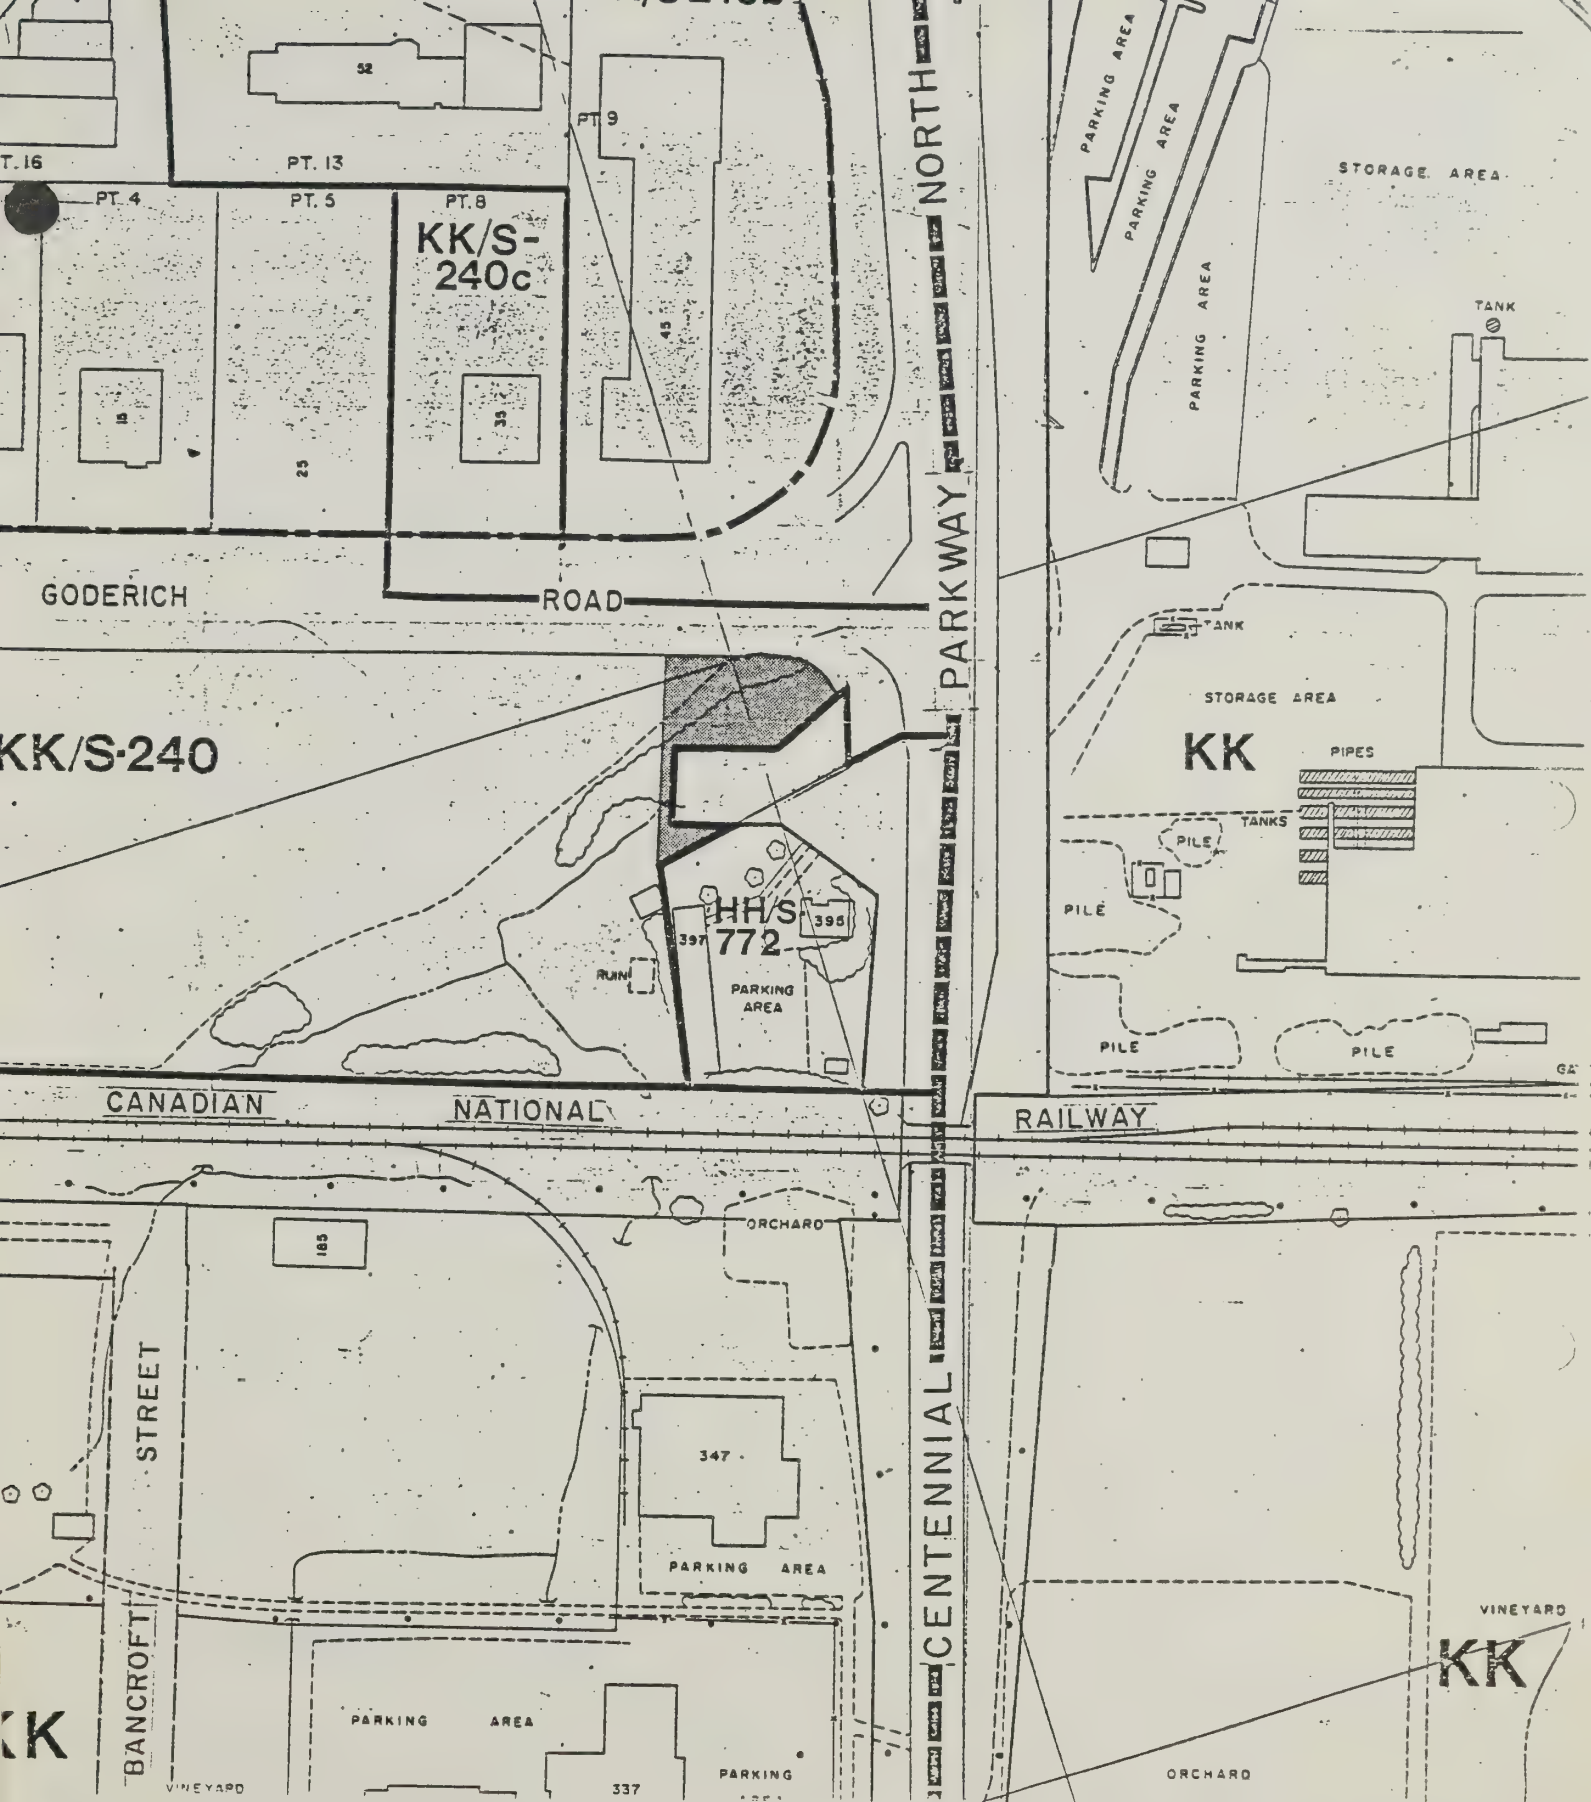 NORTH
PARKING AREA
PARKING AREA
PARKING AREA
STORAGE AREA
52
PT. 9
T. 16
PT. 13
PT. 4
PT. 5
PT. 8
KK/S-
240c
TANK
45
15
35
25
PARKWAY
GODERICH
ROAD
TANK
STORAGE AREA
KK/S-240
KK
PIPES
TANKS
PILE
PILE
HH/S-
772
395
397
RUIN
PARKING
AREA
PILE
PILE
CANADIAN
NATIONAL
RAILWAY
ORCHARD
185
STREET
347
CENTENNIAL
PARKING AREA
VINEYARD
KK
BANCROFT
KK
PARKING AREA
VINEYARD
337
PARKING
ORCHARD